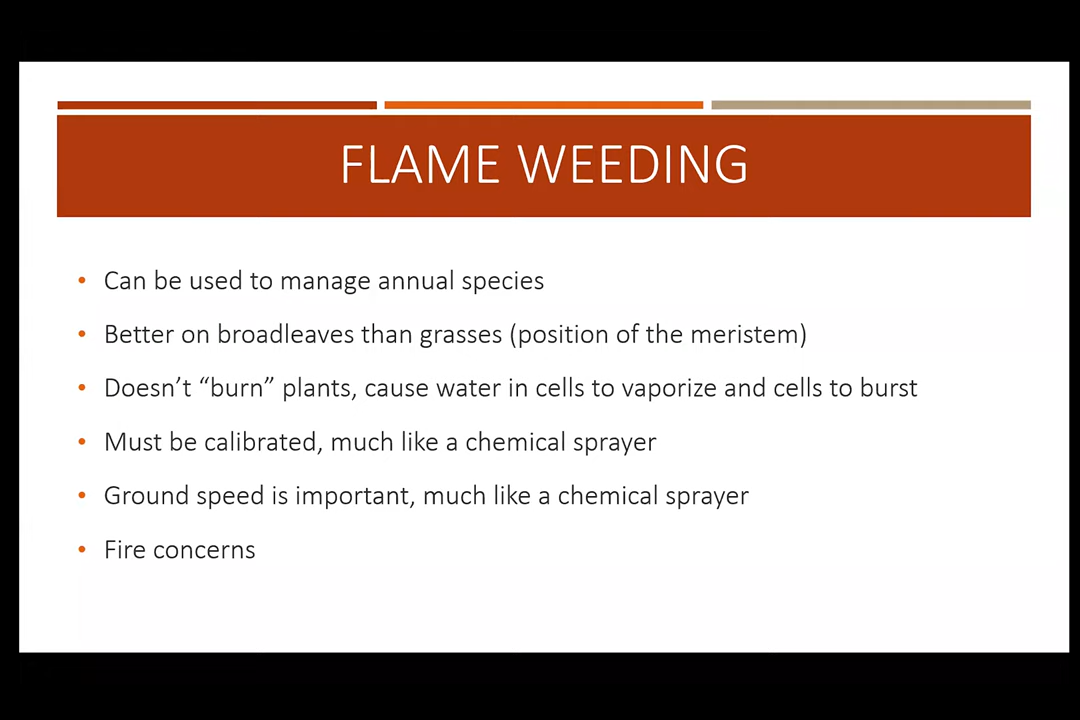 FLAME WEEDING
• Can be used to manage annual species
• Better on broadleaves than grasses (position of the meristem)
• Doesn’t “burn” plants, cause water in cells to vaporize and cells to burst
• Must be calibrated, much like a chemical sprayer
• Ground speed is important, much like a chemical sprayer
• Fire concerns